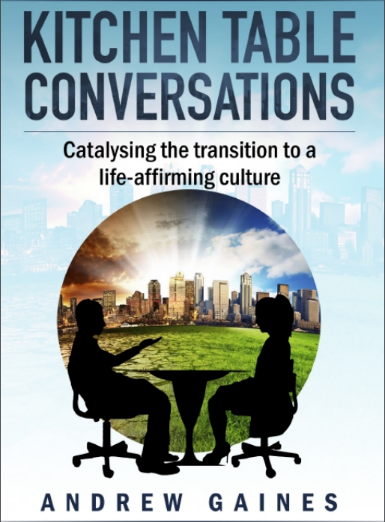 KITCHEN TABLE
CONVERSATIONS
Catalysing the transition to a
life-affirming culture
ANDREW GAINES